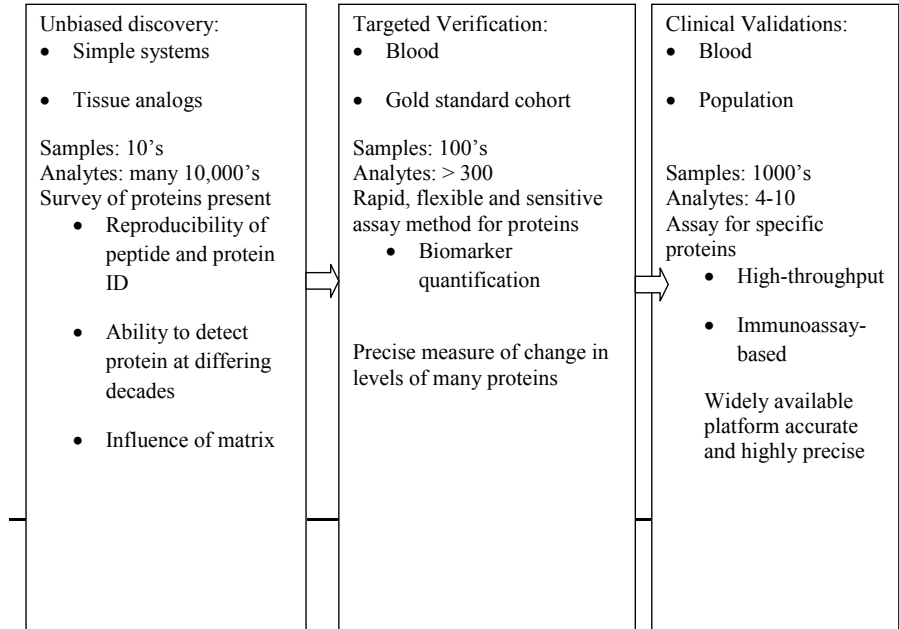 Unbiased discovery:
• Simple systems
• Tissue analogs
Samples: 10’s
Analytes: many 10,000’s
Survey of proteins present
• Reproducibility of
peptide and protein
ID
• Ability to detect
protein at differing
decades
• Influence of matrix
Targeted Verification:
• Blood
• Gold standard cohort
Samples: 100’s
Analytes: > 300
Rapid, flexible and sensitive
assay method for proteins
• Biomarker
quantification
Precise measure of change in
levels of many proteins
Clinical Validations:
• Blood
• Population
Samples: 1000’s
Analytes: 4-10
Assay for specific
proteins
• High-throughput
• Immunoassay-
based
Widely available
platform accurate
and highly precise